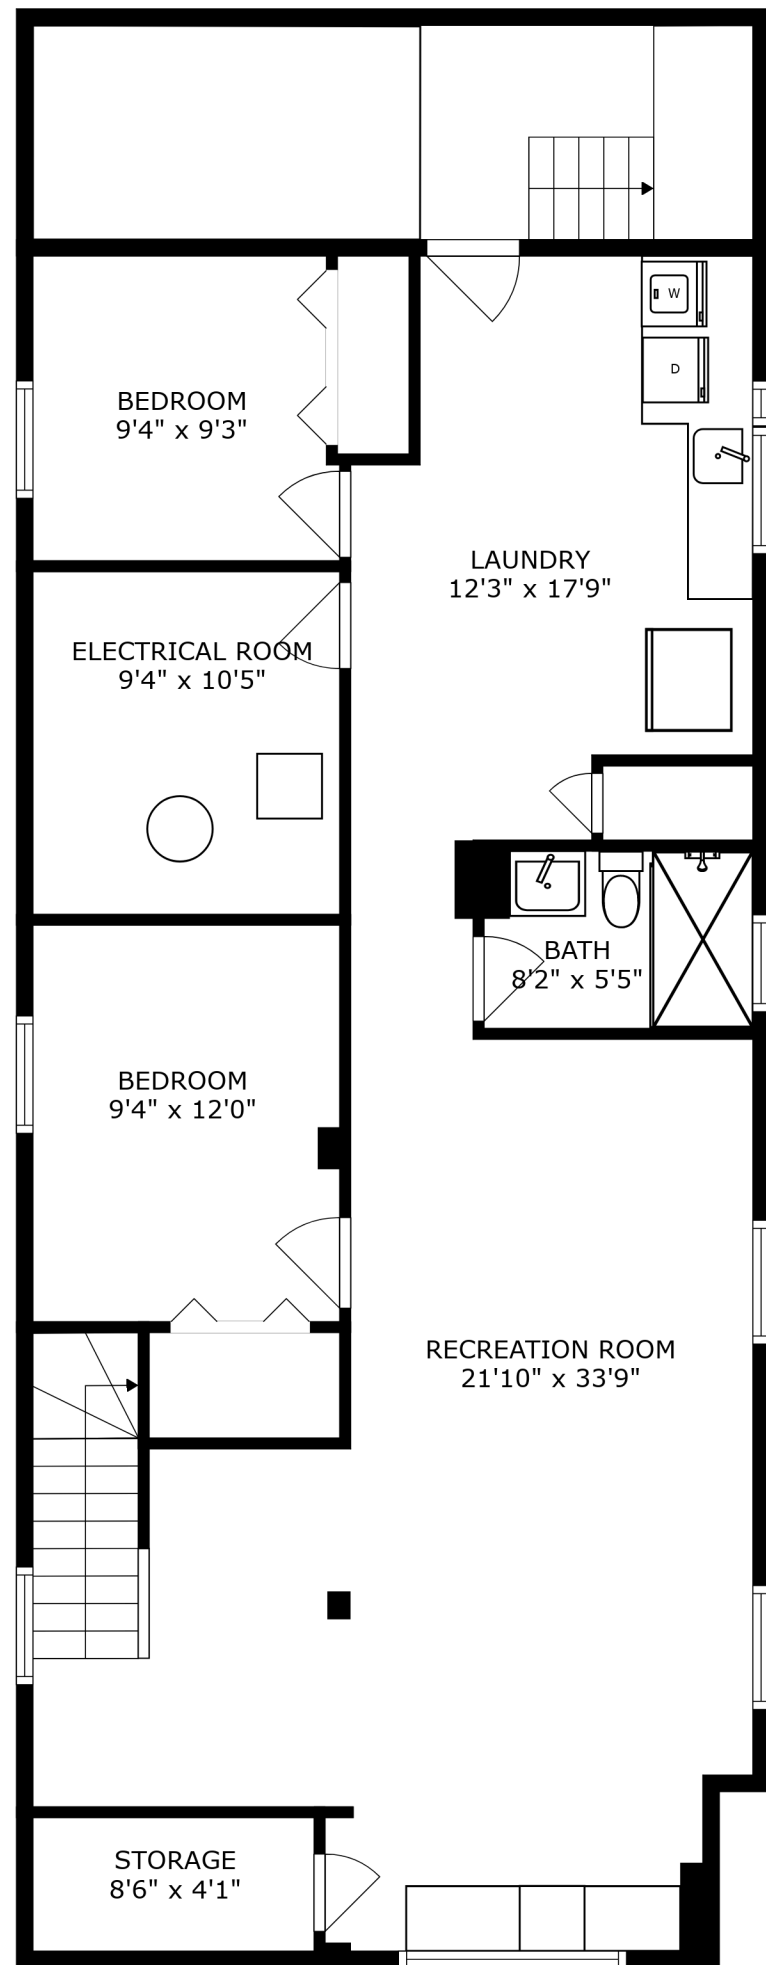 W
D
BEDROOM
9'4" x 9'3"
LAUNDRY
12'3" x 17'9"
ELECTRICAL ROOM
9'4" x 10'5"
BATH
8'2" x 5'5"
BEDROOM
9'4" x 12'0"
RECREATION ROOM
21'10" x 33'9"
STORAGE
8'6" x 4'1"